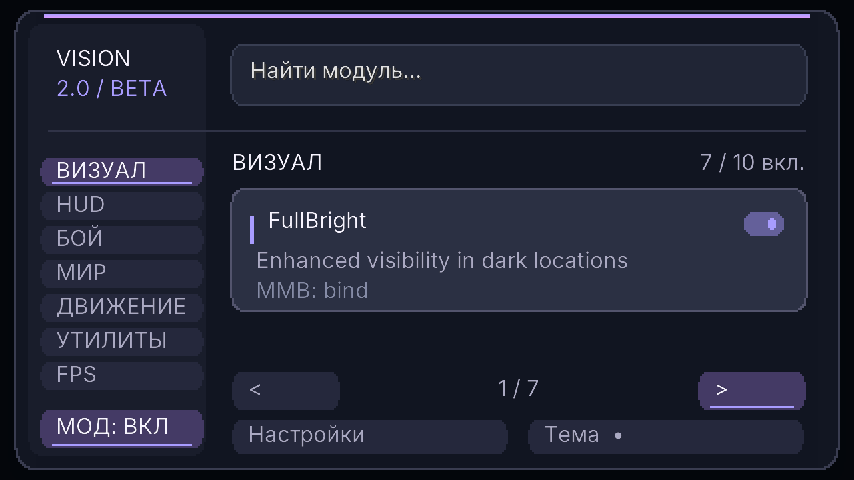 VISION
2.0 / BETA
Найти модуль...
ВИЗУАЛ
HUD
БОЙ
МИР
ДВИЖЕНИЕ
УТИЛИТЫ
FPS
МОД: ВКЛ
ВИЗУАЛ
7 / 10 вкл.
FullBright
Enhanced visibility in dark locations
MMB: bind
<
1 / 7
>
Настройки
Тема •